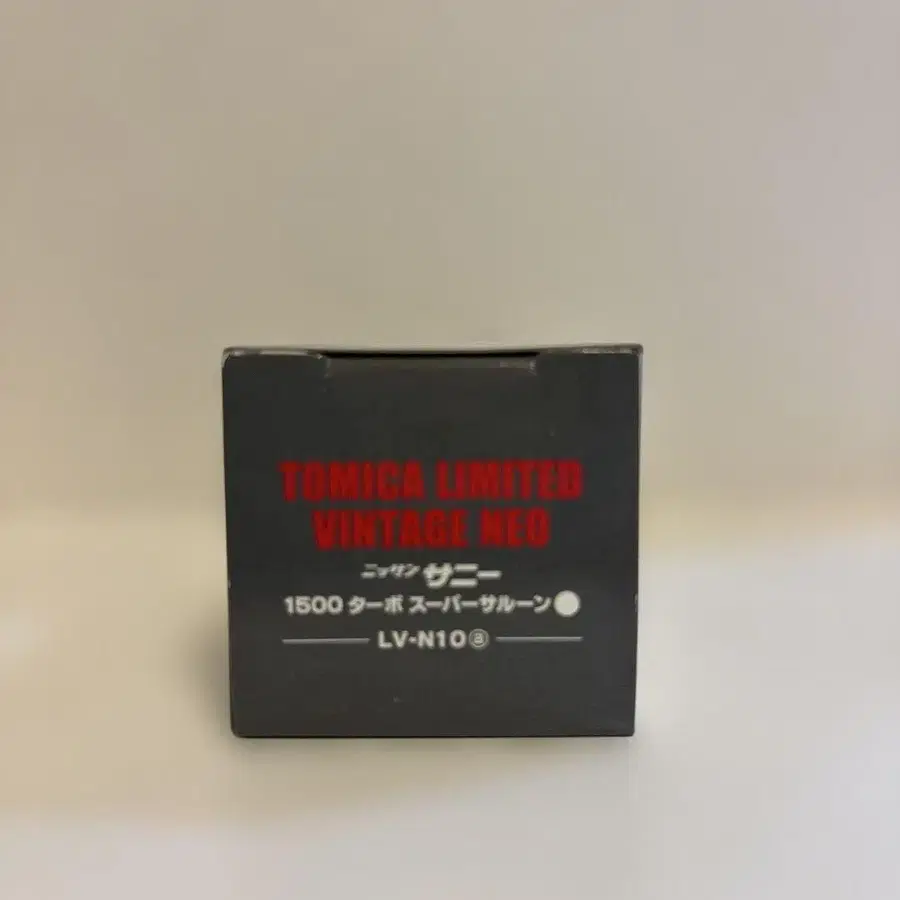 TOMICA LIMITED
VINTAGE NEO
ニッサン サニー
1500 ターボ スーパーサルーン
LV-N10ⓐ